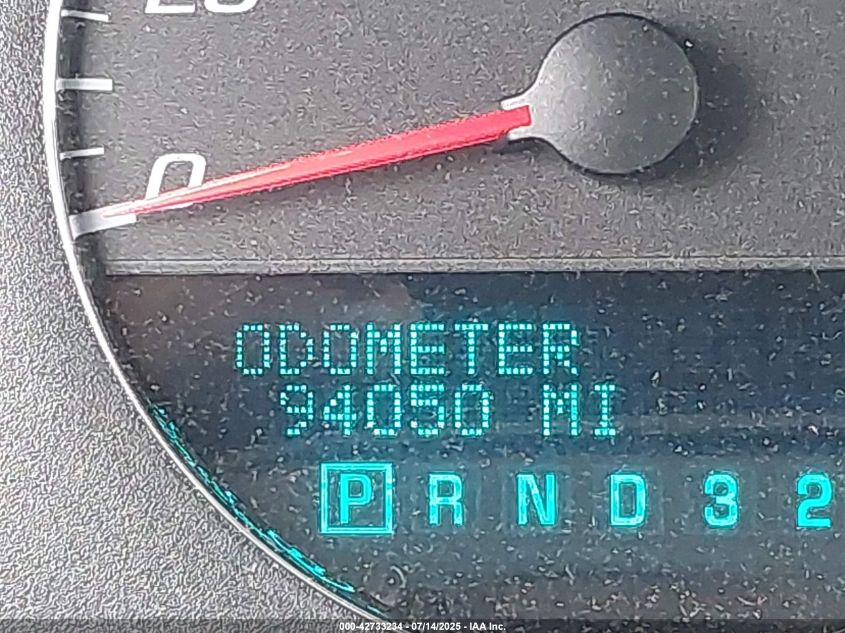 0
ODOMETER
94050 MI
P R N D 3 2
000-42733234 - 07/14/2025 - IAA Inc.